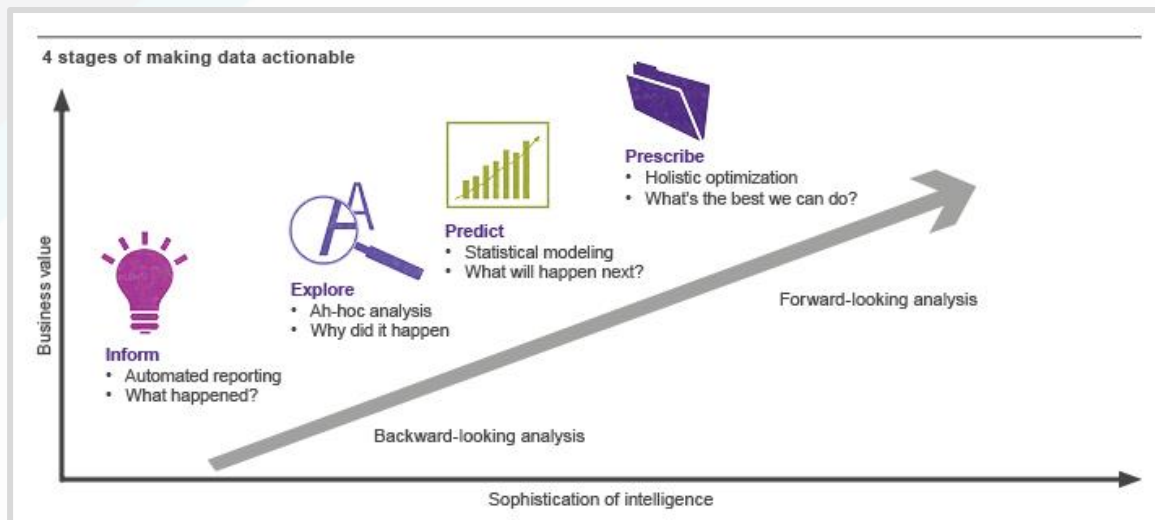 4 stages of making data actionable
Business value
Inform
• Automated reporting
• What happened?
Explore
• Ah-hoc analysis
• Why did it happen
Predict
• Statistical modeling
• What will happen next?
Prescribe
• Holistic optimization
• What's the best we can do?
Forward-looking analysis
Backward-looking analysis
Sophistication of intelligence